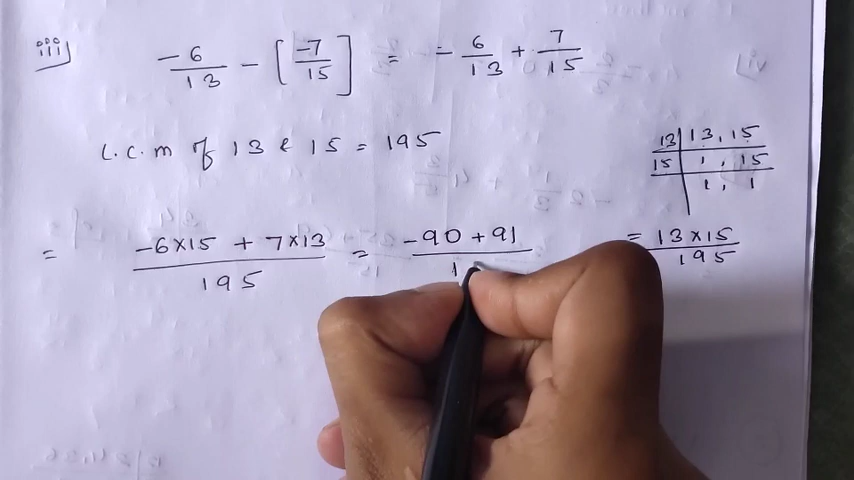 iii) -6/13 - [-7/15] = -6/13 + 7/15
L.C.M of 13 & 15 = 195
13 | 13, 15
15 | 1, 15
1, 1
= 13×15
195
= -6×15 + 7×13 / 195 = -90+91 / 1